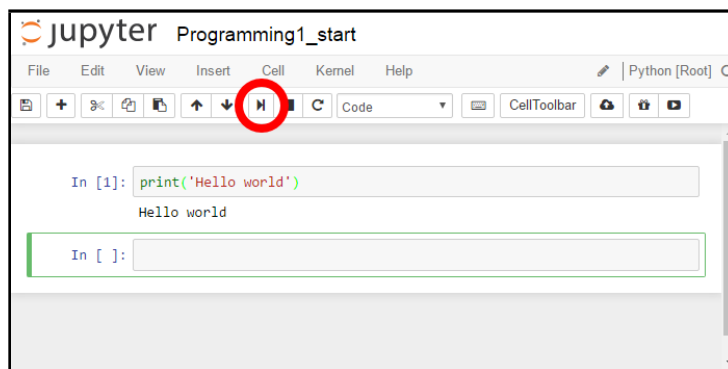 jupyter Programming1_start
File Edit View Insert Cell Kernel Help Python [Root]
Code CellToolbar
In [1]: print('Hello world')
Hello world
In [ ]: